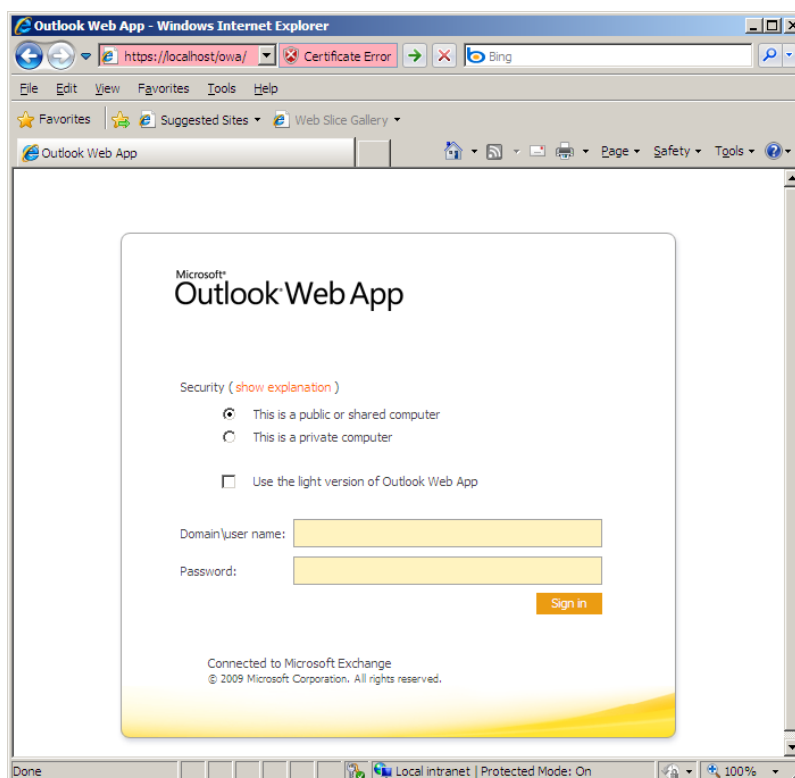 Outlook Web App - Windows Internet Explorer
https://localhost/owa/ Certificate Error Bing
File Edit View Favorites Tools Help
Favorites Suggested Sites Web Slice Gallery
Outlook Web App Page Safety Tools
Microsoft®
Outlook® Web App
Security ( show explanation )
This is a public or shared computer
This is a private computer
Use the light version of Outlook Web App
Domain\user name:
Password:
Sign in
Connected to Microsoft Exchange
© 2009 Microsoft Corporation. All rights reserved.
Done Local intranet | Protected Mode: On 100%